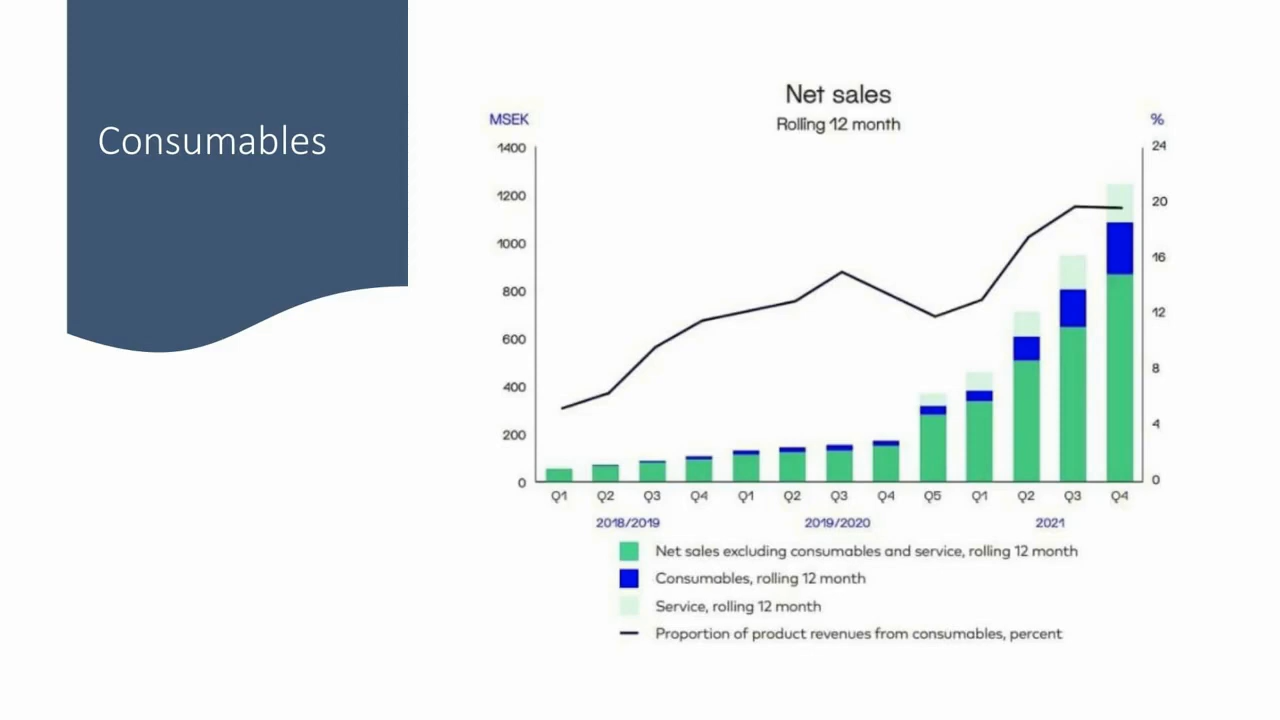 Consumables
Net sales
Rolling 12 month
MSEK
%
1400
1200
1000
800
600
400
200
0
24
20
16
12
8
4
0
Q1 Q2 Q3 Q4 Q1 Q2 Q3 Q4 Q5 Q1 Q2 Q3 Q4
2018/2019 2019/2020 2021
Net sales excluding consumables and service, rolling 12 month
Consumables, rolling 12 month
Service, rolling 12 month
Proportion of product revenues from consumables, percent